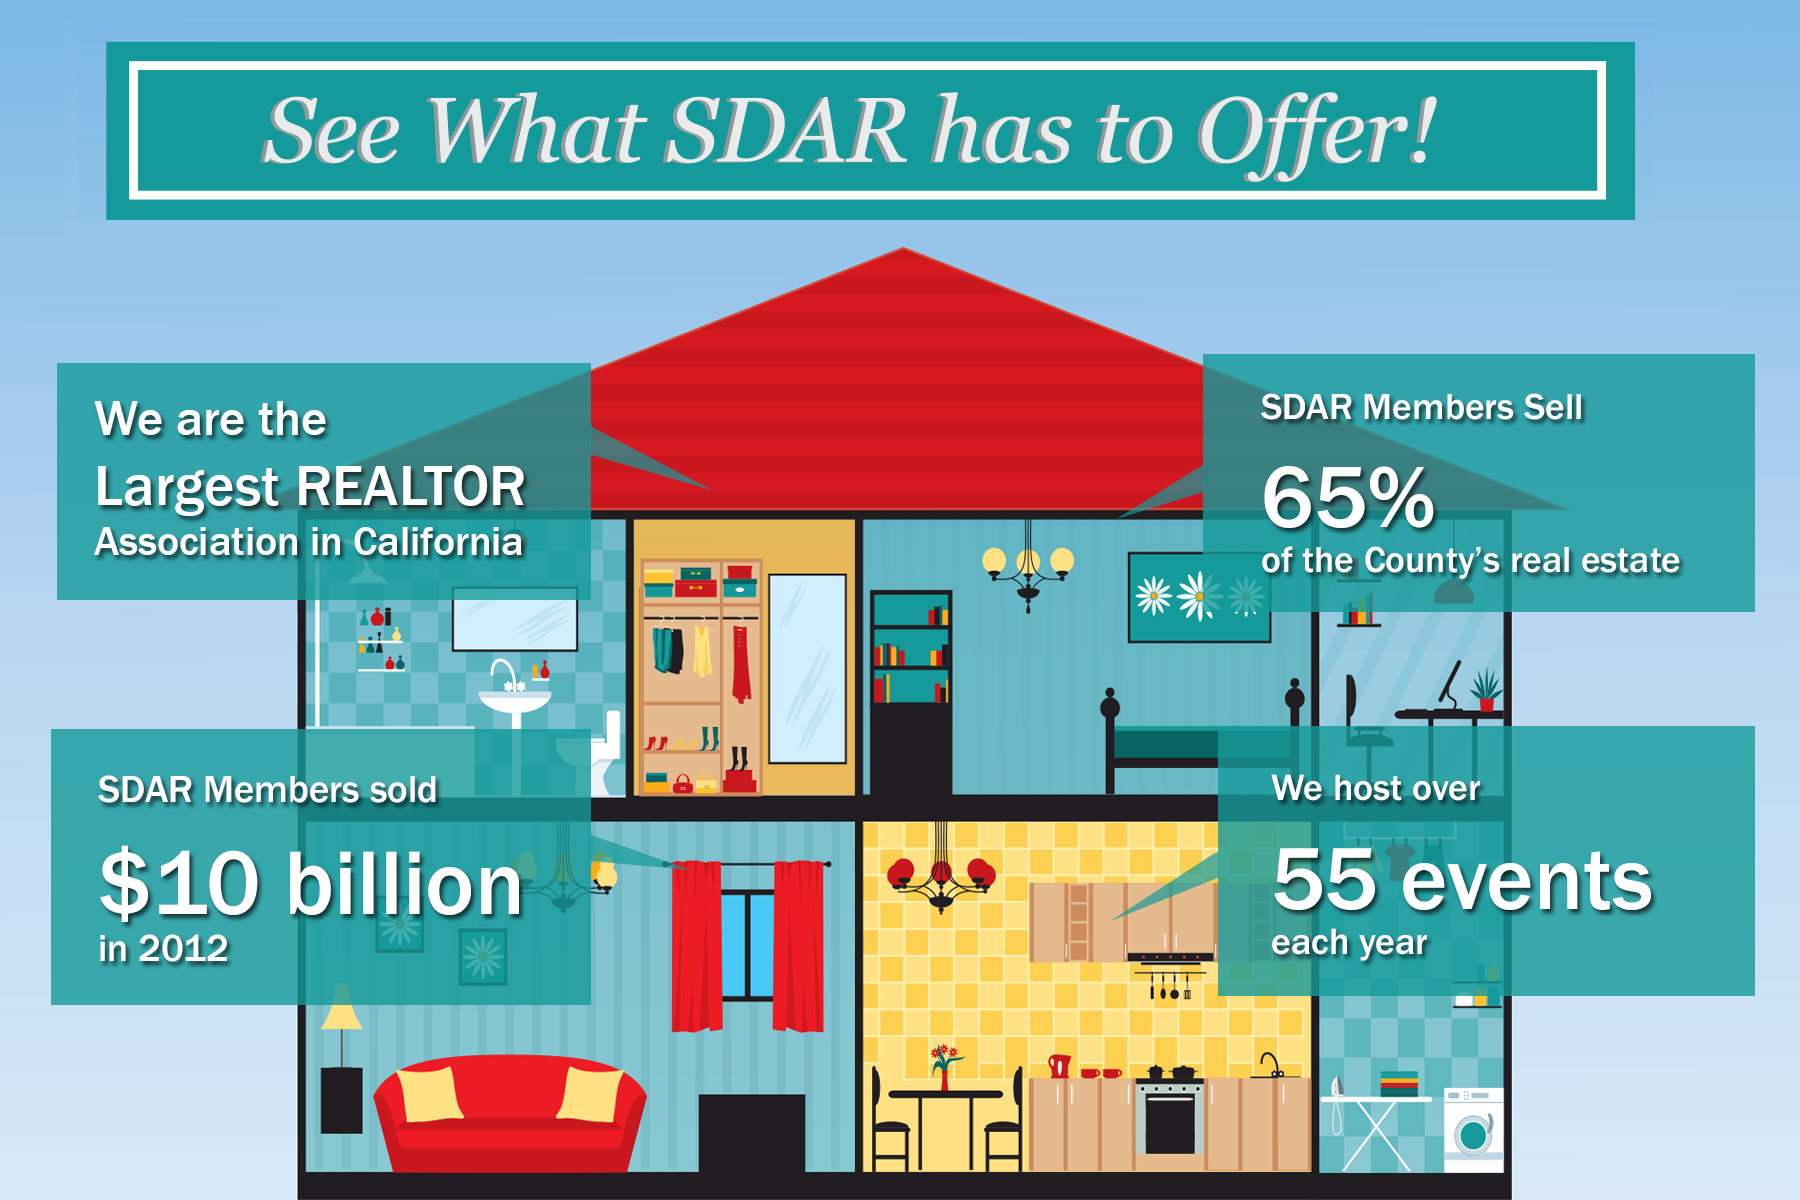 See What SDAR has to Offer!
We are the
Largest REALTOR
Association in California
SDAR Members Sell
65%
of the County's real estate
SDAR Members sold
$10 billion
in 2012
We host over
55 events
each year